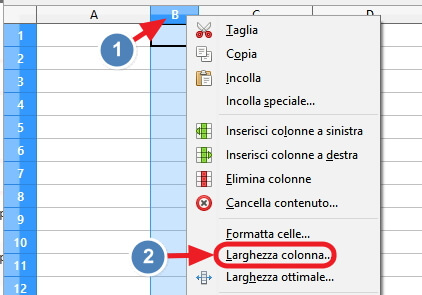 A B C D
1
1
2
3
4
5
6
7
8
9
10
11
12
2
Taglia
Copia
Incolla
Incolla speciale...
Inserisci colonne a sinistra
Inserisci colonne a destra
Elimina colonne
Cancella contenuto...
Formatta celle...
Larghezza colonna...
Larghezza ottimale...